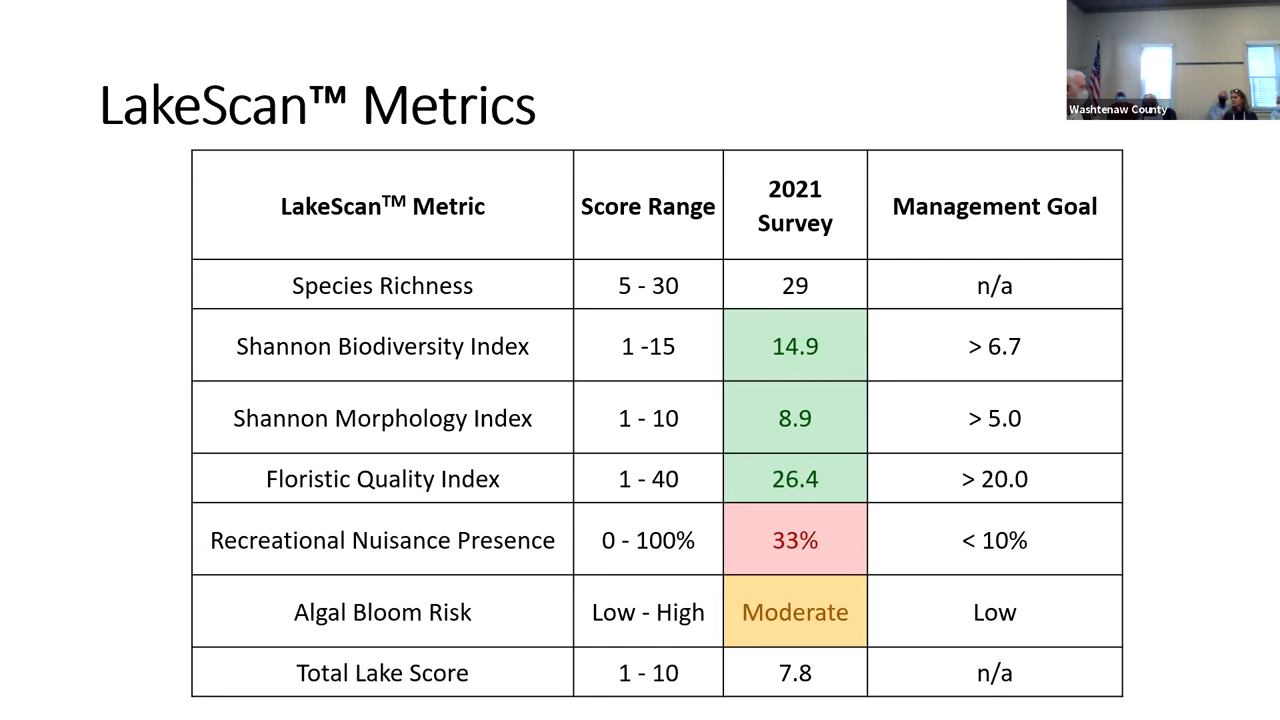 LakeScan™ Metrics
Washtenaw County
LakeScan™ Metric Score Range 2021 Survey Management Goal
Species Richness 5 - 30 29 n/a
Shannon Biodiversity Index 1 -15 14.9 > 6.7
Shannon Morphology Index 1 - 10 8.9 > 5.0
Floristic Quality Index 1 - 40 26.4 > 20.0
Recreational Nuisance Presence 0 - 100% 33% < 10%
Algal Bloom Risk Low - High Moderate Low
Total Lake Score 1 - 10 7.8 n/a